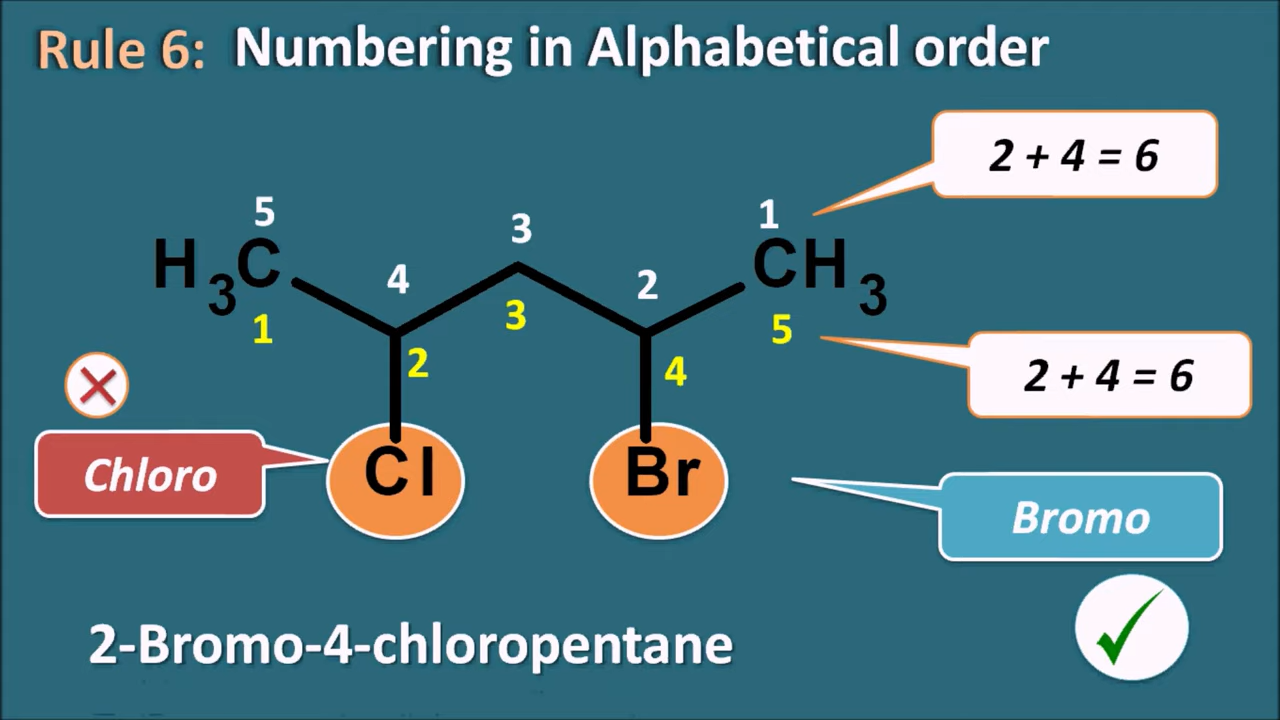 Rule 6: Numbering in Alphabetical order
2 + 4 = 6
5 3 1
H3C 4 2 CH3
1 3 5
2 4
2 + 4 = 6
Chloro Cl Br
Bromo
2-Bromo-4-chloropentane